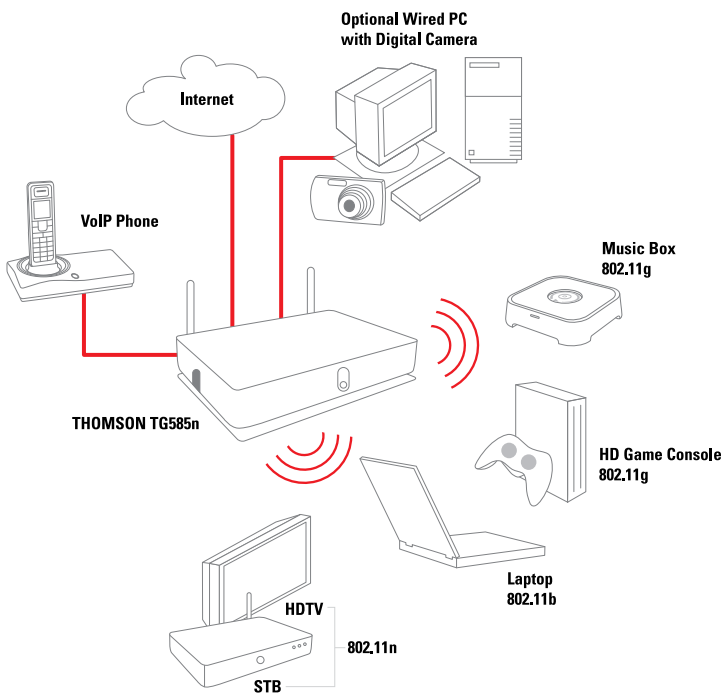 Optional Wired PC
with Digital Camera
Internet
VoIP Phone
Music Box
802.11g
THOMSON TG585n
HD Game Console
802.11g
Laptop
802.11b
HDTV
802.11n
STB